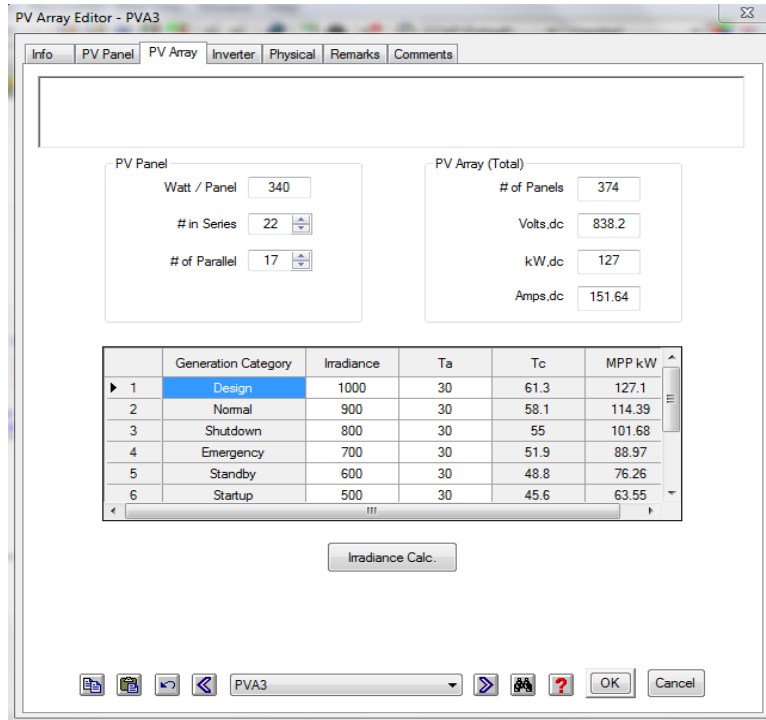 PV Array Editor - PVA3
Info PV Panel PV Array Inverter Physical Remarks Comments
PV Panel
Watt / Panel 340
# in Series 22
# of Parallel 17
PV Array (Total)
# of Panels 374
Volts,dc 838.2
kW,dc 127
Amps,dc 151.64
Generation Category Irradiance Ta Tc MPP kW
1 Design 1000 30 61.3 127.1
2 Normal 900 30 58.1 114.39
3 Shutdown 800 30 55 101.68
4 Emergency 700 30 51.9 88.97
5 Standby 600 30 48.8 76.26
6 Startup 500 30 45.6 63.55
Irradiance Calc.
PVA3 ? OK Cancel